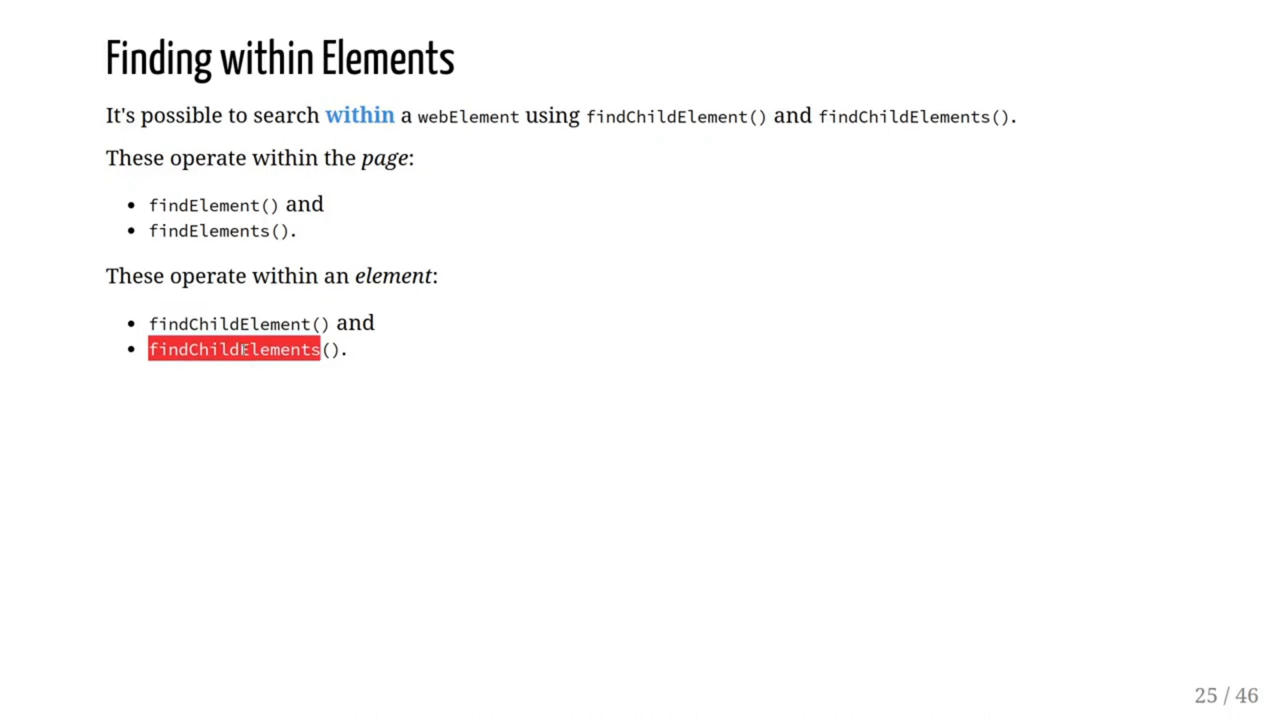 Finding within Elements
It's possible to search within a webElement using findChildElement() and findChildElements().
These operate within the page:
• findElement() and
• findElements().
These operate within an element:
• findChildElement() and
• findChildElements().
25 / 46